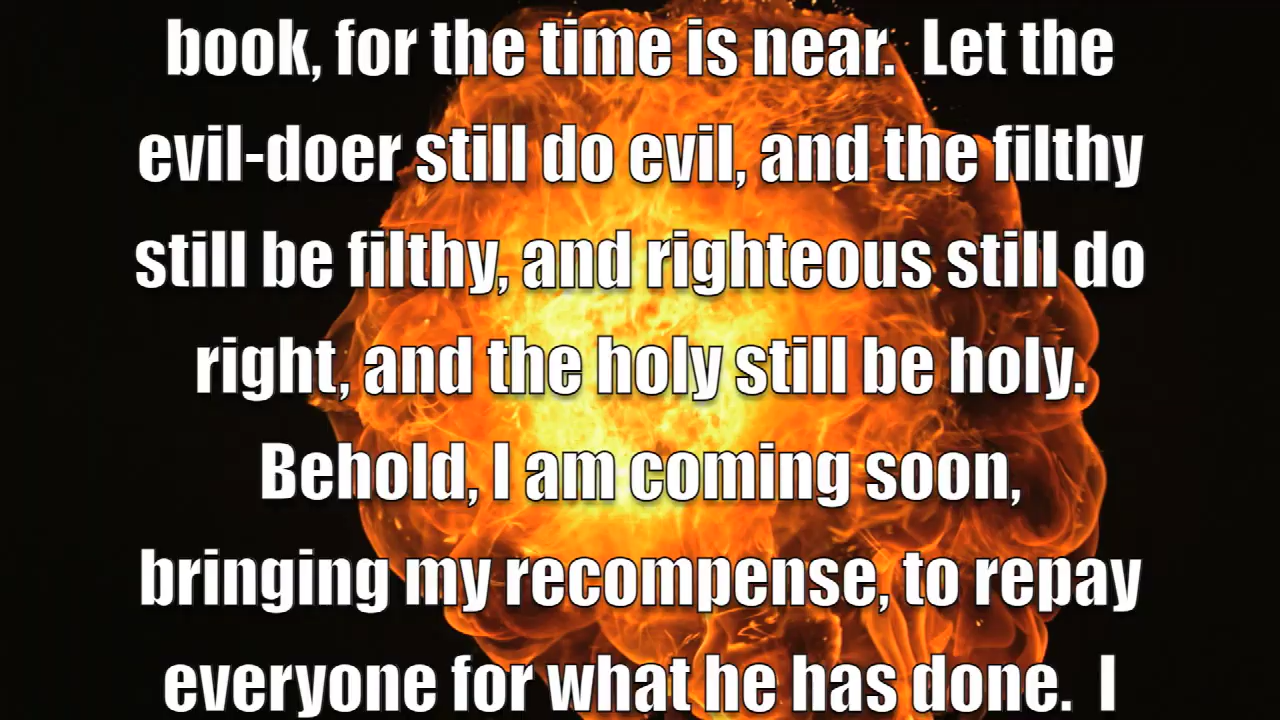 book, for the time is near. Let the
evil-doer still do evil, and the filthy
still be filthy, and righteous still do
right, and the holy still be holy.
Behold, I am coming soon,
bringing my recompense, to repay
everyone for what he has done. I